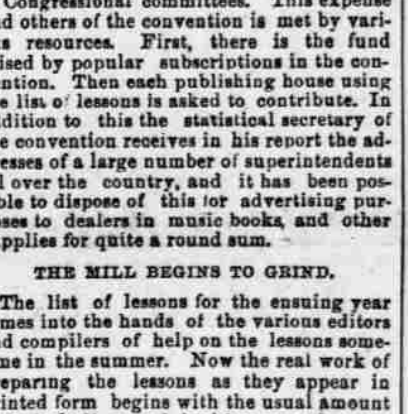 Congressional committees. This expense
d others of the convention is met by vari-
s resources. First, there is the fund
ised by popular subscriptions in the con-
ntion. Then each publishing house using
e list of lessons is asked to contribute. In
dition to this the statistical secretary of
e convention receives in his report the ad-
esses of a large number of superintendents
l over the country, and it has been pos-
ble to dispose of this for advertising pur-
ses to dealers in music books, and other
pplies for quite a round sum.
THE MILL BEGINS TO GRIND.
The list of lessons for the ensuing year
mes into the hands of the various editors
d compilers of help on the lessons some-
me in the summer. Now the real work of
eparing the lessons as they appear in
inted form begins with the usual amount